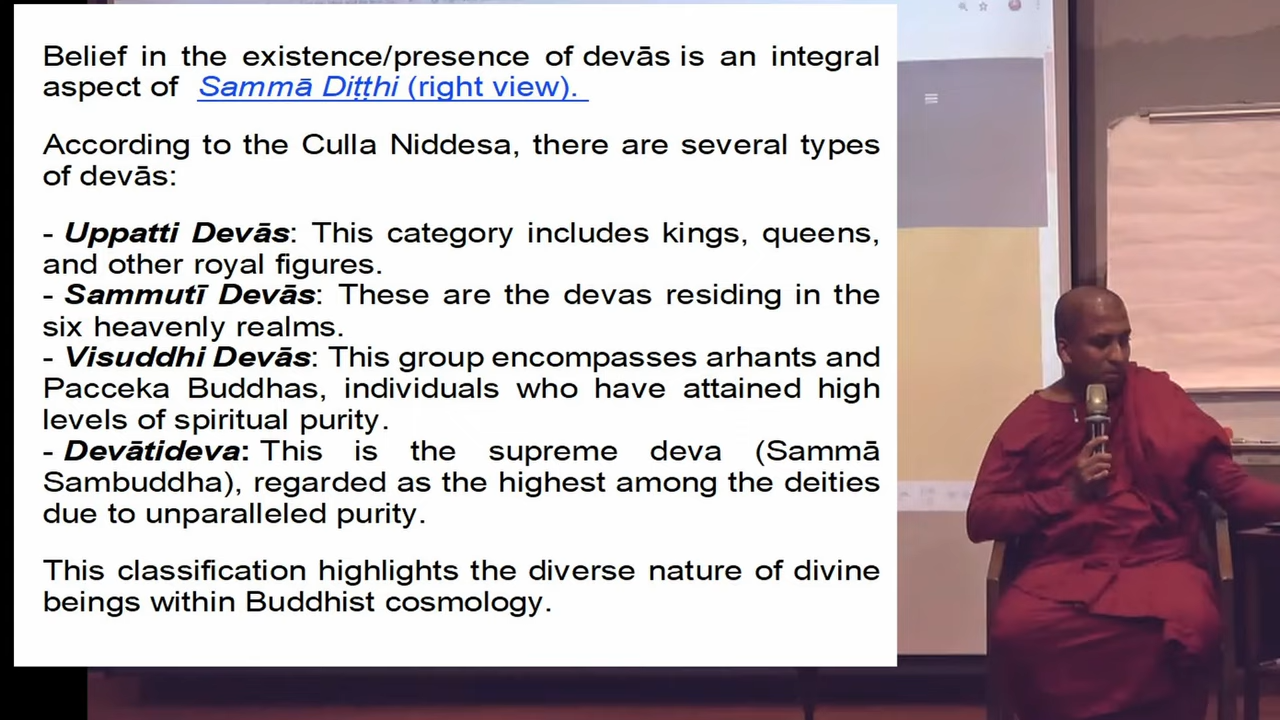 Belief in the existence/presence of devās is an integral
aspect of Sammā Diṭṭhi (right view).
According to the Culla Niddesa, there are several types
of devās:
- Uppatti Devās: This category includes kings, queens,
and other royal figures.
- Sammutī Devās: These are the devas residing in the
six heavenly realms.
- Visuddhi Devās: This group encompasses arhants and
Pacceka Buddhas, individuals who have attained high
levels of spiritual purity.
- Devātideva: This is the supreme deva (Sammā
Sambuddha), regarded as the highest among the deities
due to unparalleled purity.
This classification highlights the diverse nature of divine
beings within Buddhist cosmology.